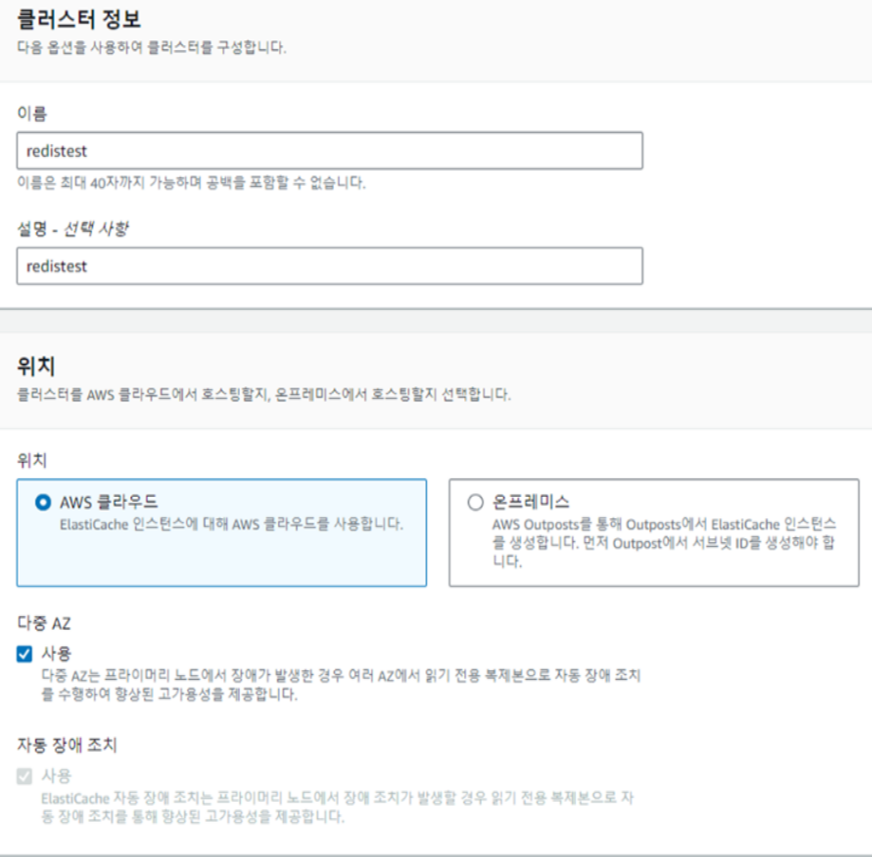 클러스터 정보
다음 옵션을 사용하여 클러스터를 구성합니다.
이름
redistest
이름은 최대 40자까지 가능하며 공백을 포함할 수 없습니다.
설명 - 선택 사항
redistest
위치
클러스터를 AWS 클라우드에서 호스팅할지, 온프레미스에서 호스팅할지 선택합니다.
위치
AWS 클라우드
ElastiCache 인스턴스에 대해 AWS 클라우드를 사용합니다.
온프레미스
AWS Outposts를 통해 Outposts에서 ElastiCache 인스턴스
를 생성합니다. 먼저 Outpost에서 서브넷 ID를 생성해야 합
니다.
다중 AZ
사용
다중 AZ는 프라이머리 노드에서 장애가 발생한 경우 여러 AZ에서 읽기 전용 복제본으로 자동 장애 조치
를 수행하여 향상된 고가용성을 제공합니다.
자동 장애 조치
사용
ElastiCache 자동 장애 조치는 프라이머리 노드에서 장애 조치가 발생할 경우 읽기 전용 복제본으로 자
동 장애 조치를 통해 향상된 고가용성을 제공합니다.